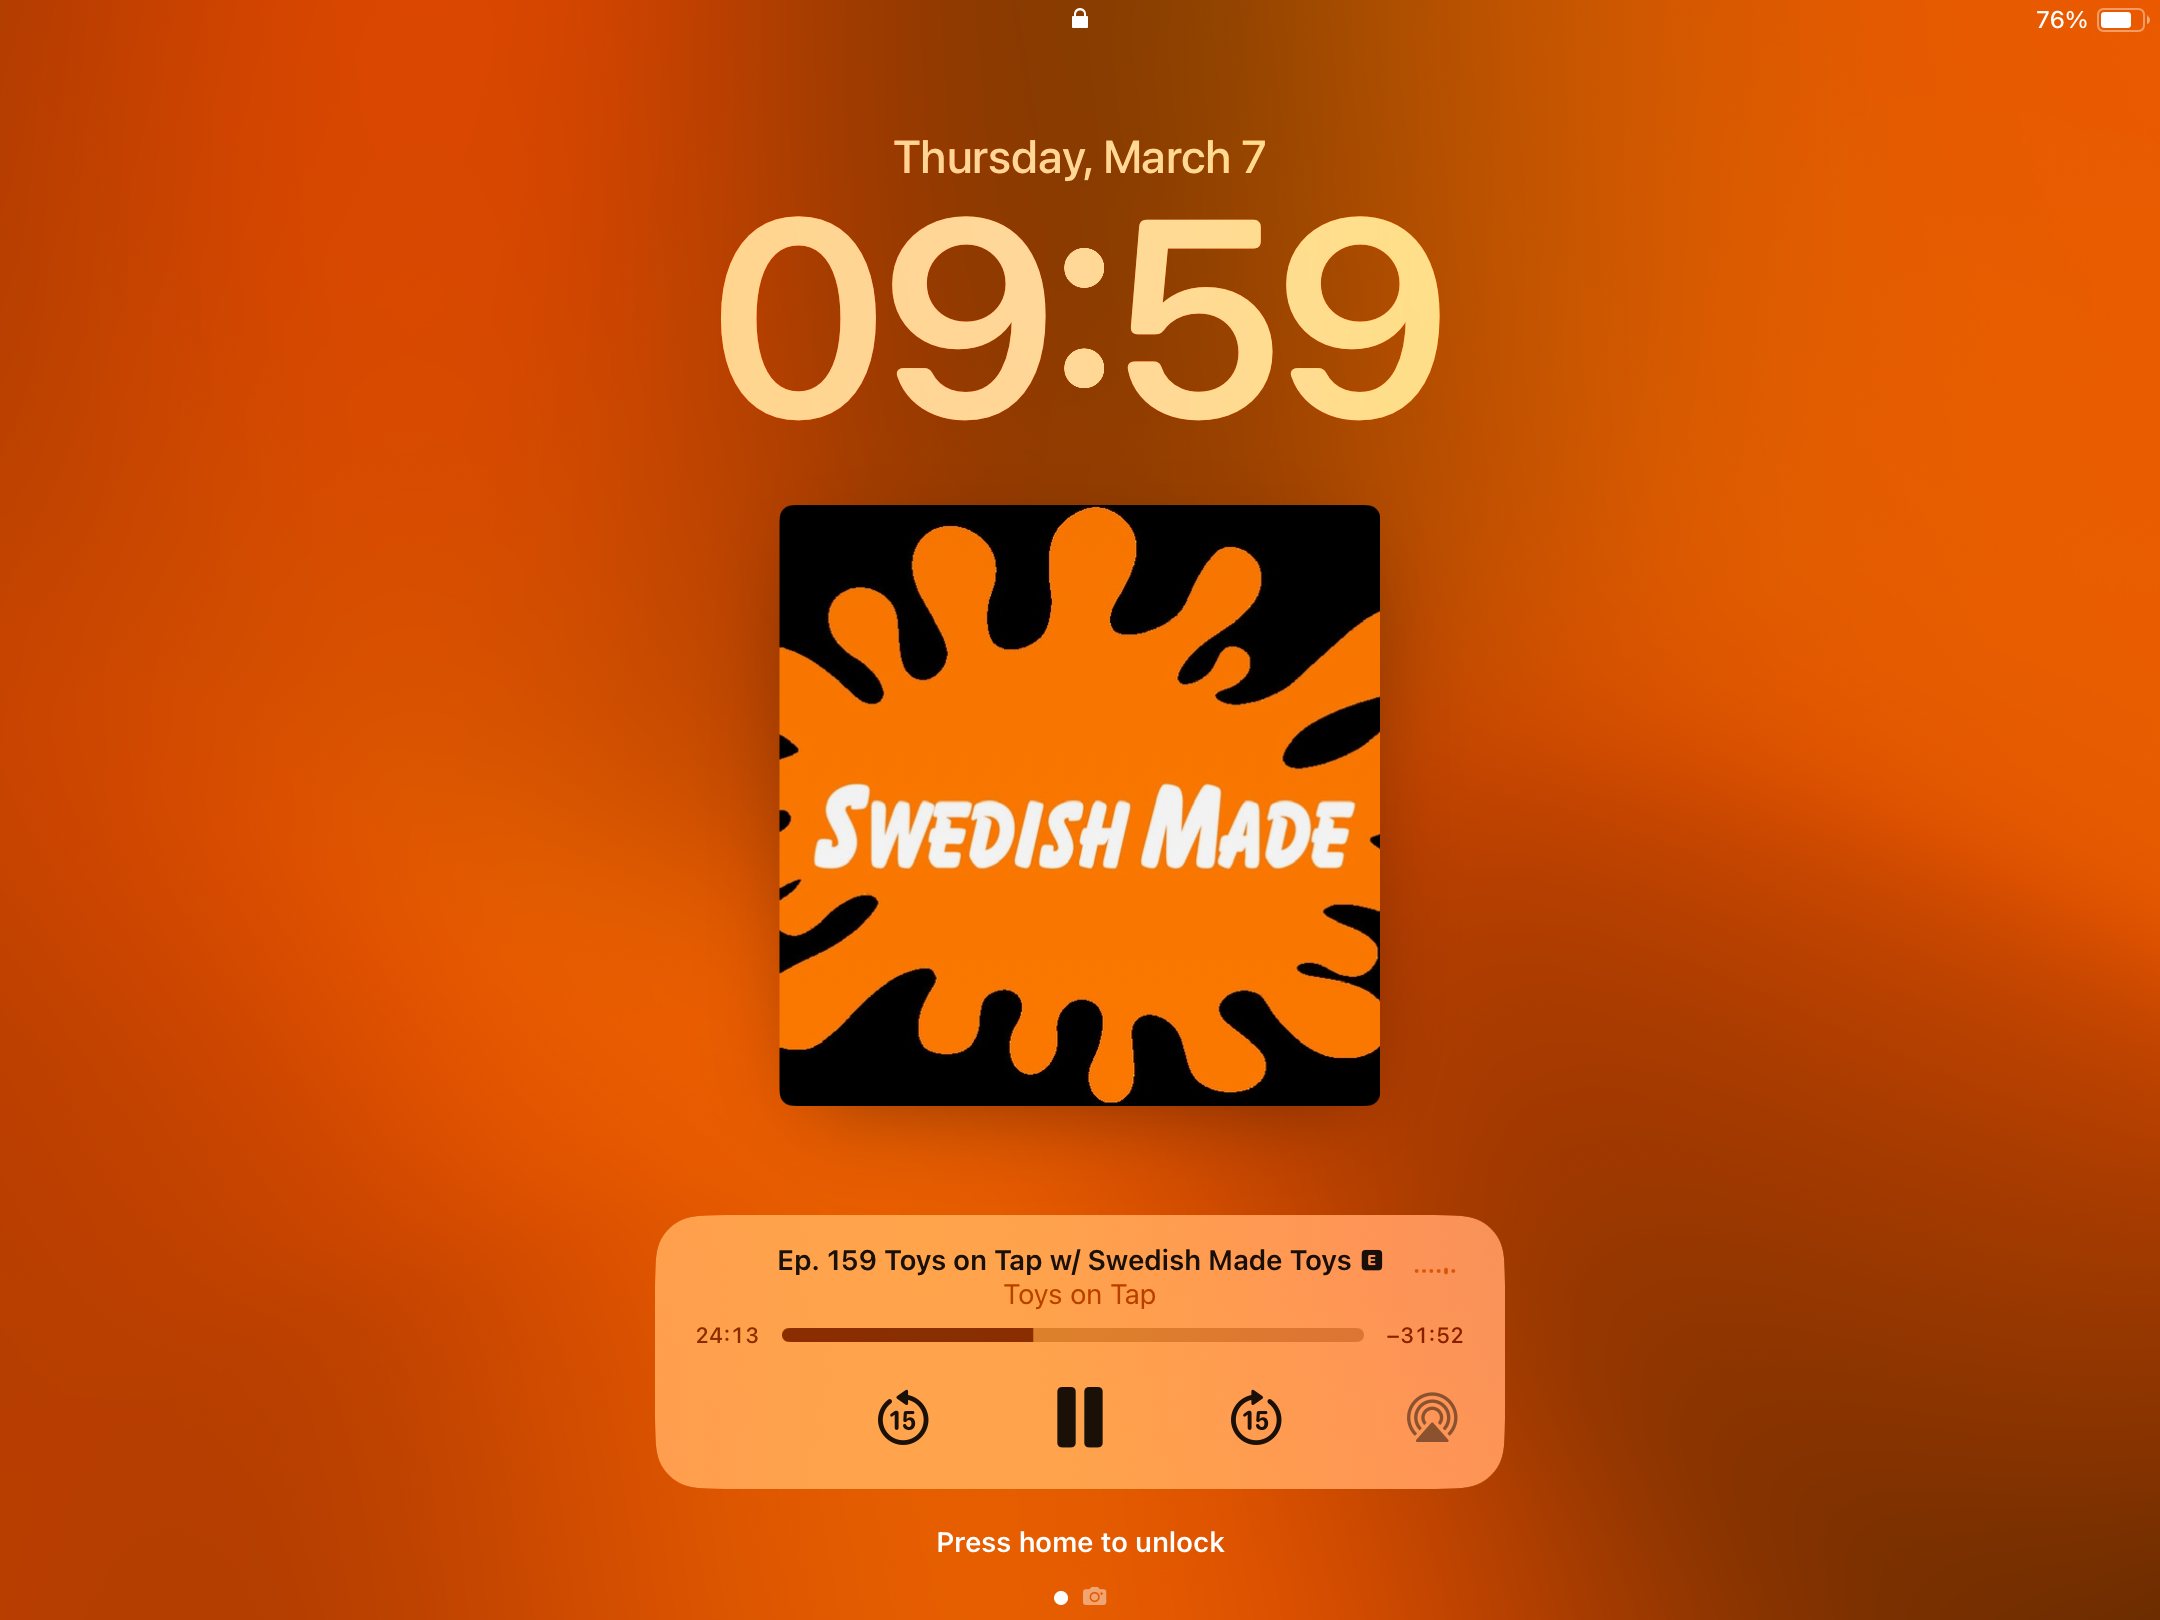 76%
Thursday, March 7
09:59
SWEDISH MADE
Ep. 159 Toys on Tap w/ Swedish Made Toys E
Toys on Tap
24:13 −31:52
15 15
Press home to unlock